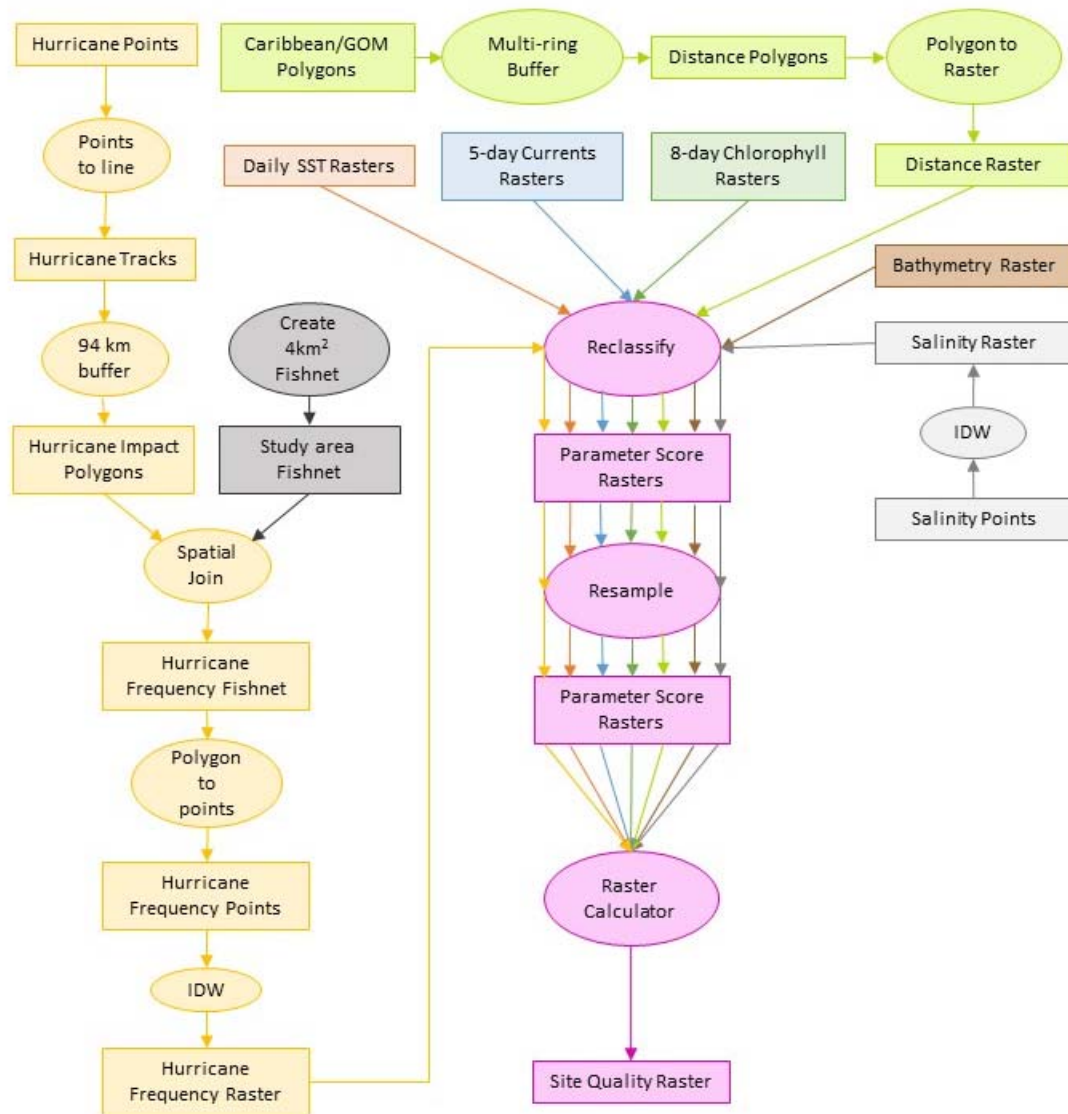 Hurricane Points
Points
to line
Hurricane Tracks
94 km
buffer
Hurricane Impact
Polygons
Create
4km²
Fishnet
Study area
Fishnet
Spatial
Join
Hurricane
Frequency Fishnet
Polygon
to
points
Hurricane
Frequency Points
IDW
Hurricane
Frequency Raster
Caribbean/GOM
Polygons
Multi-ring
Buffer
Distance Polygons
Polygon to
Raster
Distance Raster
Daily SST Rasters
5-day Currents
Rasters
8-day Chlorophyll
Rasters
Bathymetry Raster
Salinity Raster
IDW
Salinity Points
Reclassify
Parameter Score
Rasters
Resample
Parameter Score
Rasters
Raster
Calculator
Site Quality Raster